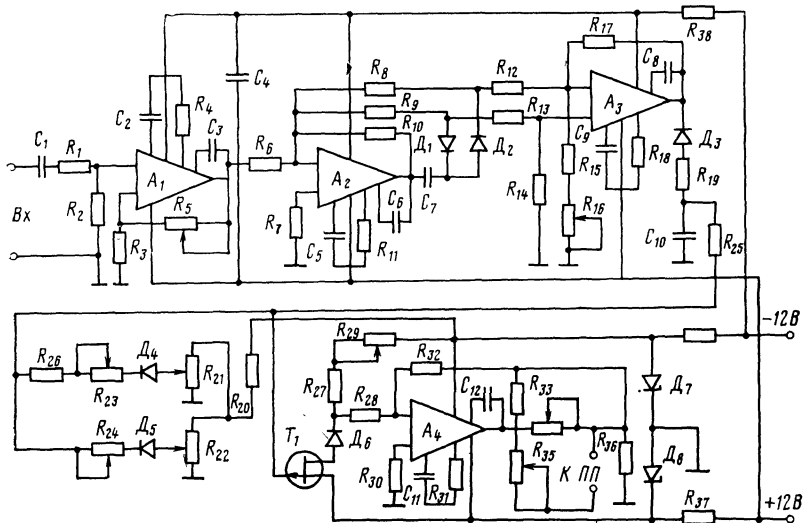 R17
R38
C8
R8
R12
R4
C4
C2
R9
R13
A3
C3
R10
Д1
Д2
C9
R18
Д3
C1
R1
R6
R15
A1
A2
R19
Вх
R2
R5
C7
R14
R16
R7
C6
R3
C5
R11
C10
R25
−12В
R29
R26
Д4
R32
R21
C12
R33
Д7
R23
R27
R28
R20
R24
Д5
Д6
A4
T1
R22
R35
R36
Д8
R30
К ПП
C11
R31
R37
+12В